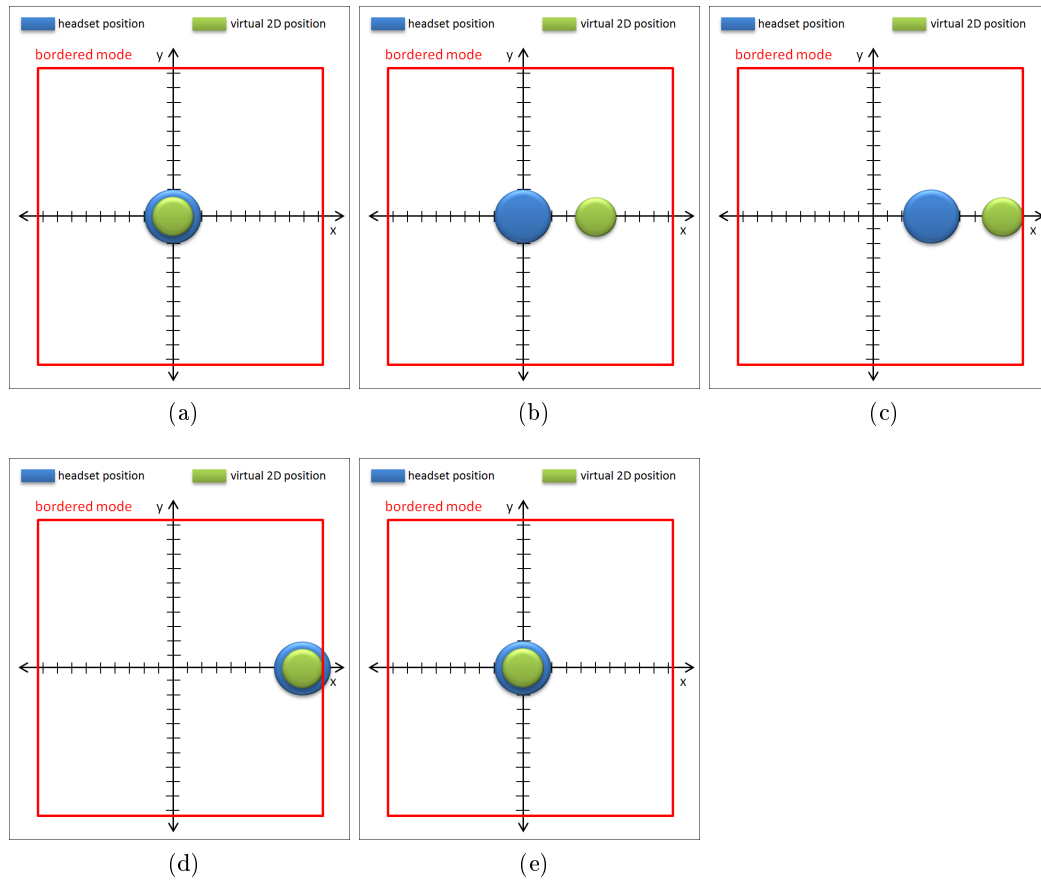 headset position virtual 2D position
bordered mode y
x
(a)
headset position virtual 2D position
bordered mode y
x
(b)
headset position virtual 2D position
bordered mode y
x
(c)
headset position virtual 2D position
bordered mode y
x
(d)
headset position virtual 2D position
bordered mode y
x
(e)